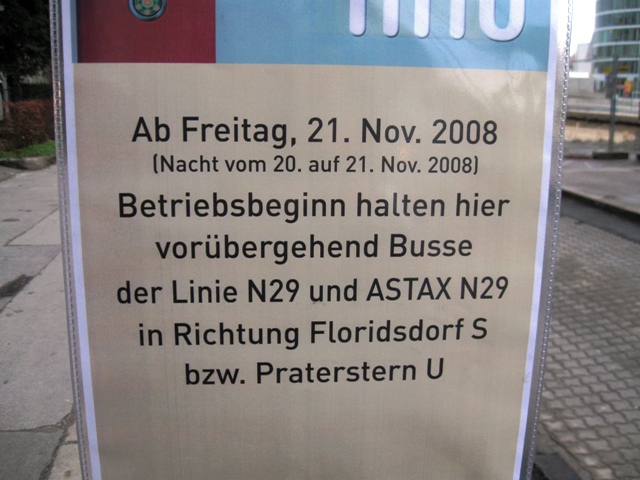 Ab Freitag, 21. Nov. 2008
(Nacht vom 20. auf 21. Nov. 2008)
Betriebsbeginn halten hier
vorübergehend Busse
der Linie N29 und ASTAX N29
in Richtung Floridsdorf S
bzw. Praterstern U